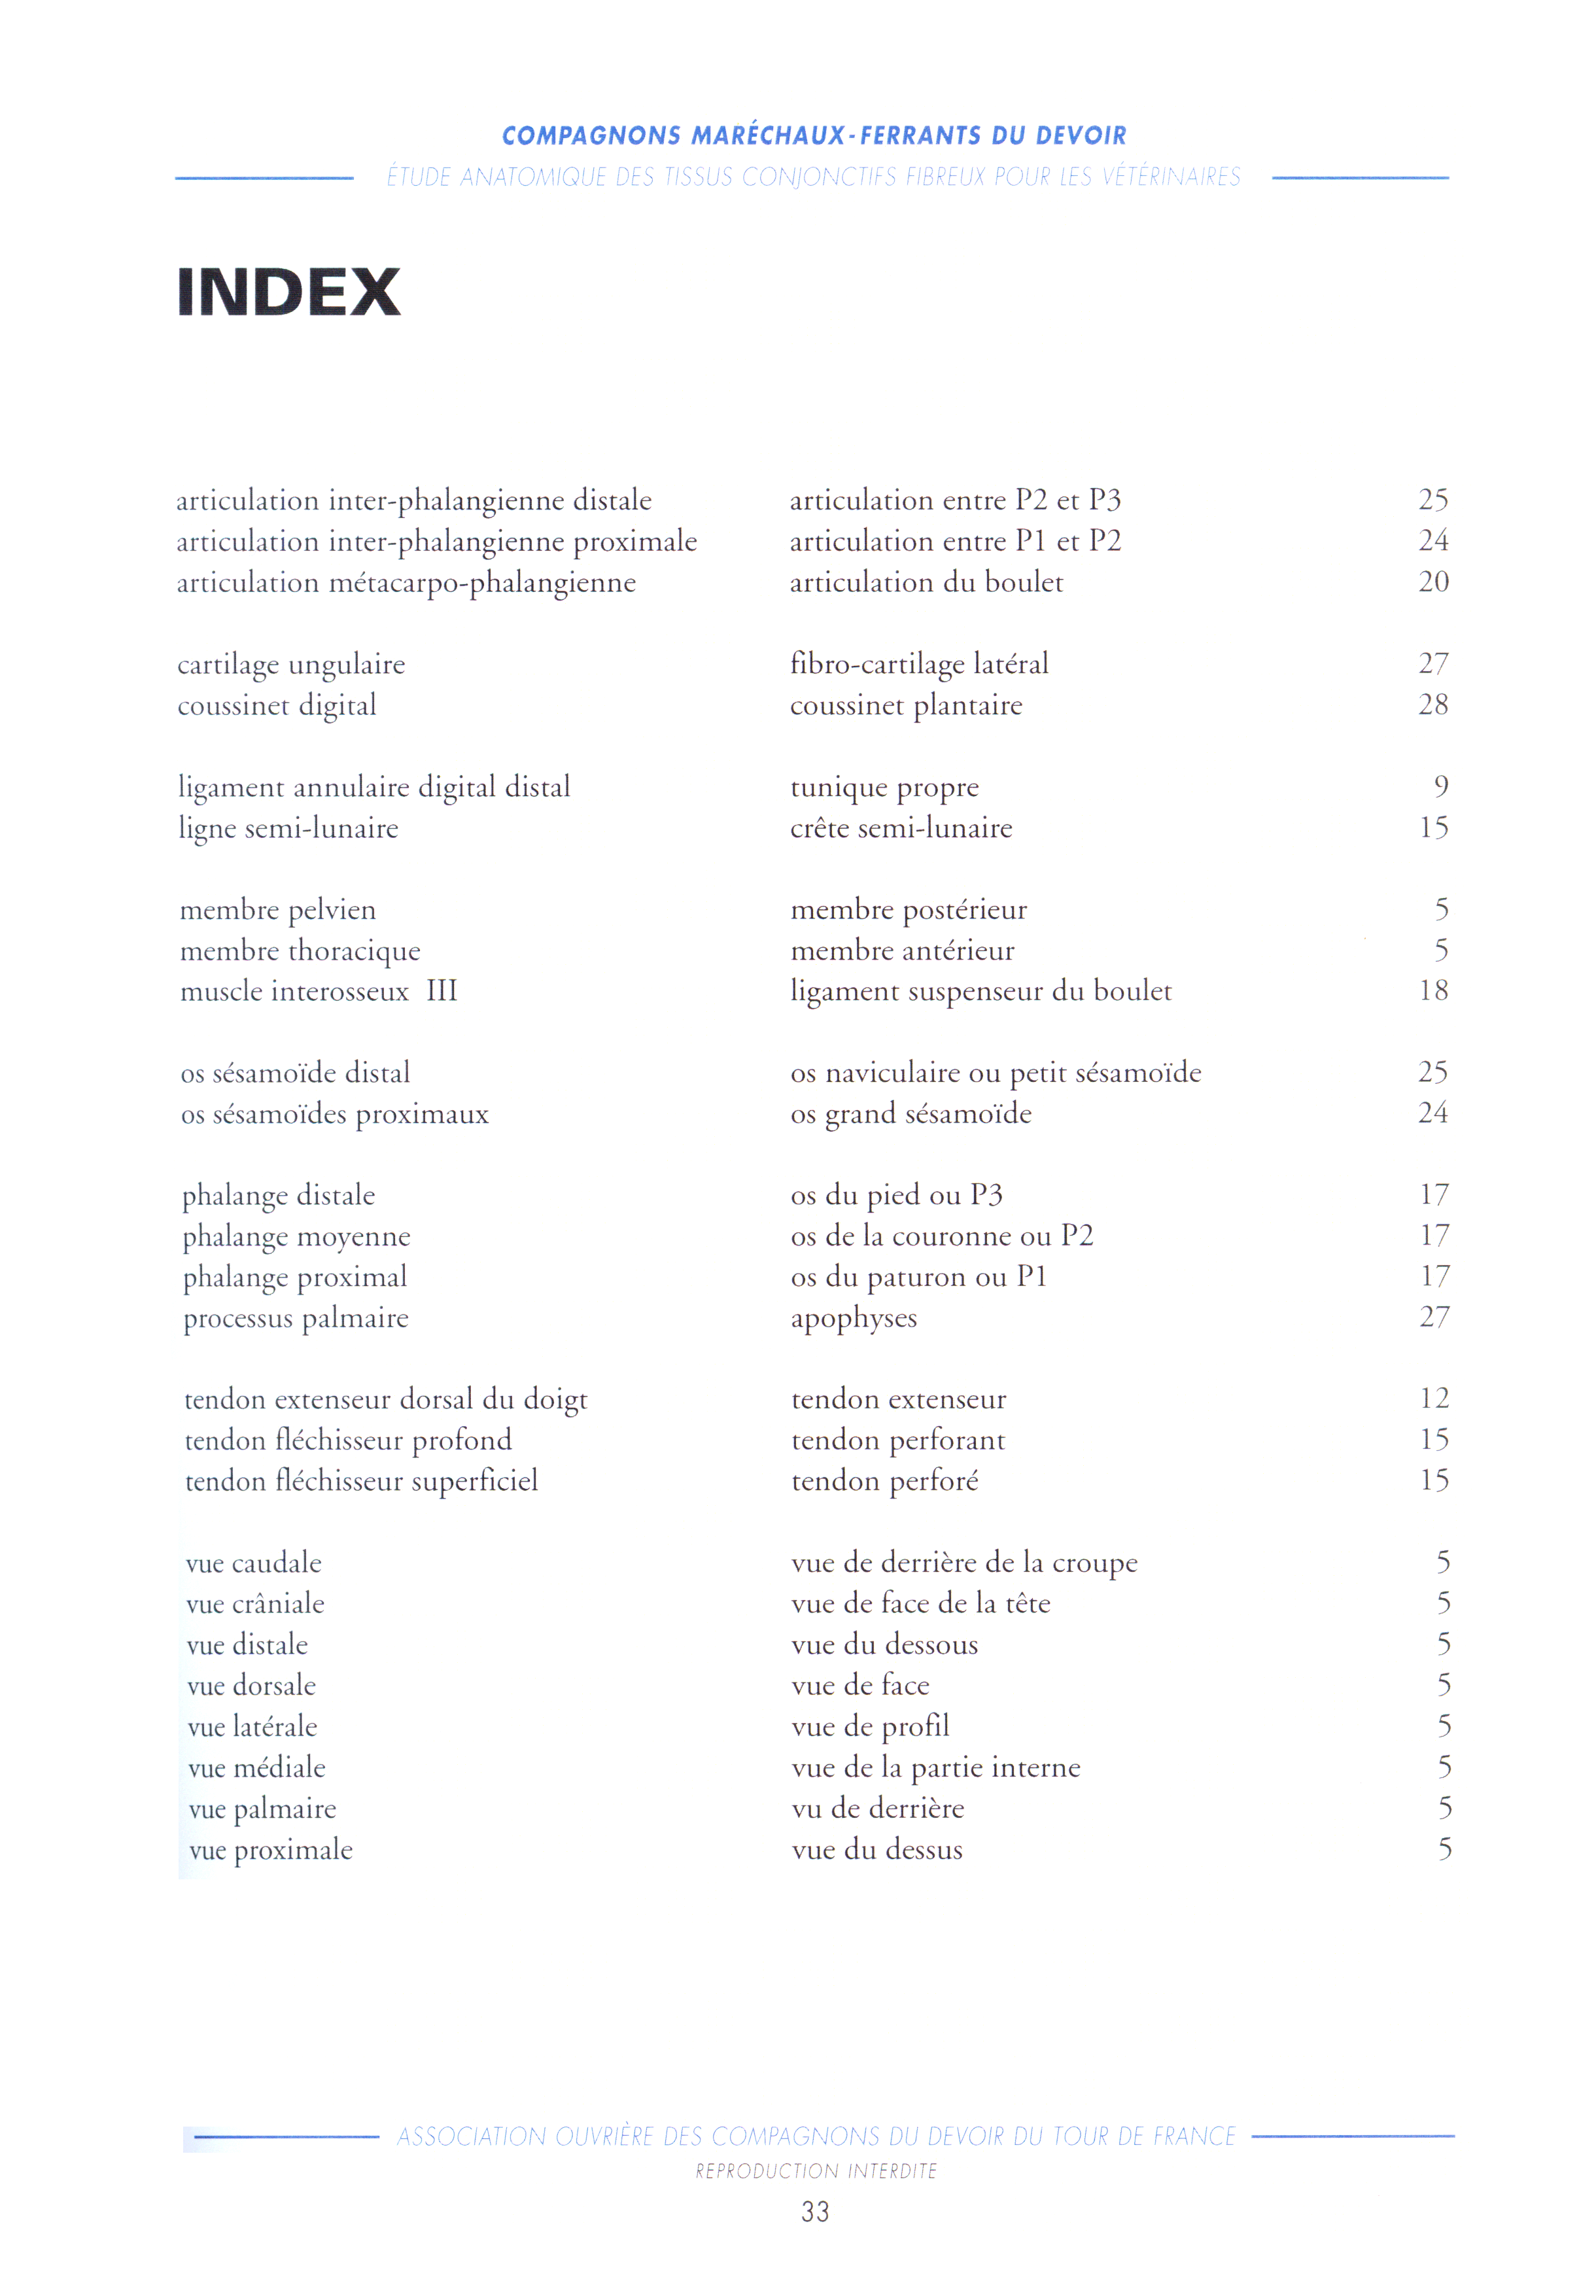 COMPAGNONS MARÉCHAUX-FERRANTS DU DEVOIR
ÉTUDE ANATOMIQUE DES TISSUS CONJONCTIFS FIBREUX POUR LES VÉTÉRINAIRES
INDEX
articulation inter-phalangienne distale articulation entre P2 et P3 25
articulation inter-phalangienne proximale articulation entre P1 et P2 24
articulation métacarpo-phalangienne articulation du boulet 20
cartilage ungulaire fibro-cartilage latéral 27
coussinet digital coussinet plantaire 28
ligament annulaire digital distal tunique propre 9
ligne semi-lunaire crête semi-lunaire 15
membre pelvien membre postérieur 5
membre thoracique membre antérieur 5
muscle interosseux III ligament suspenseur du boulet 18
os sésamoïde distal os naviculaire ou petit sésamoïde 25
os sésamoïdes proximaux os grand sésamoïde 24
phalange distale os du pied ou P3 17
phalange moyenne os de la couronne ou P2 17
phalange proximal os du paturon ou P1 17
processus palmaire apophyses 27
tendon extenseur dorsal du doigt tendon extenseur 12
tendon fléchisseur profond tendon perforant 15
tendon fléchisseur superficiel tendon perforé 15
vue caudale vue de derrière de la croupe 5
vue crâniale vue de face de la tête 5
vue distale vue du dessous 5
vue dorsale vue de face 5
vue latérale vue de profil 5
vue médiale vue de la partie interne 5
vue palmaire vu de derrière 5
vue proximale vue du dessus 5
ASSOCIATION OUVRIÈRE DES COMPAGNONS DU DEVOIR DU TOUR DE FRANCE
REPRODUCTION INTERDITE
33